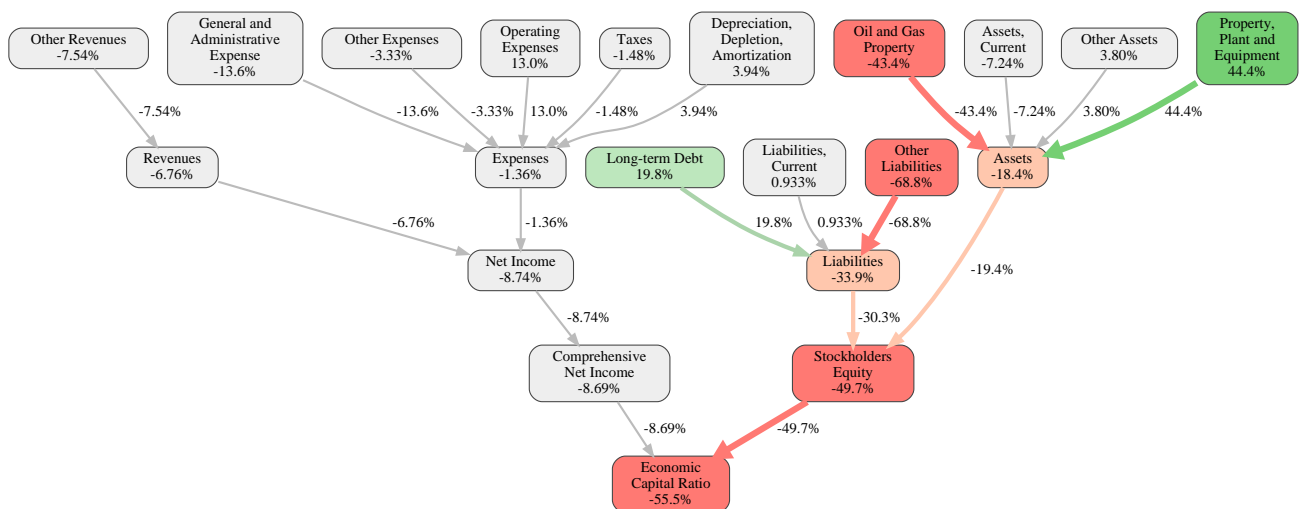 Other Revenues
-7.54%
General and
Administrative
Expense
-13.6%
Other Expenses
-3.33%
Operating
Expenses
13.0%
Taxes
-1.48%
Depreciation,
Depletion,
Amortization
3.94%
Oil and Gas
Property
-43.4%
Assets,
Current
-7.24%
Other Assets
3.80%
Property,
Plant and
Equipment
44.4%
-7.54%
-13.6%
-3.33%
13.0%
-1.48%
3.94%
-43.4%
-7.24%
3.80%
44.4%
Revenues
-6.76%
Expenses
-1.36%
Long-term Debt
19.8%
Liabilities,
Current
0.933%
Other
Liabilities
-68.8%
Assets
-18.4%
-6.76%
-1.36%
19.8%
0.933%
-68.8%
-19.4%
Net Income
-8.74%
Liabilities
-33.9%
-8.74%
-30.3%
Comprehensive
Net Income
-8.69%
Stockholders
Equity
-49.7%
-8.69%
-49.7%
Economic
Capital Ratio
-55.5%